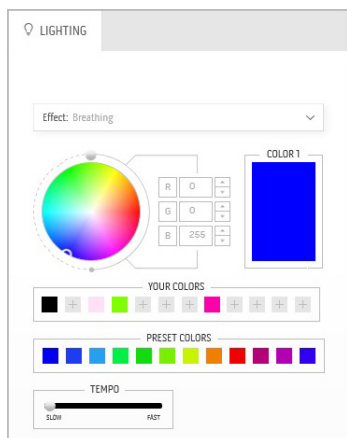 LIGHTING
Effect: Breathing
COLOR 1
R 0
G 0
B 255
YOUR COLORS
PRESET COLORS
TEMPO
SLOW FAST